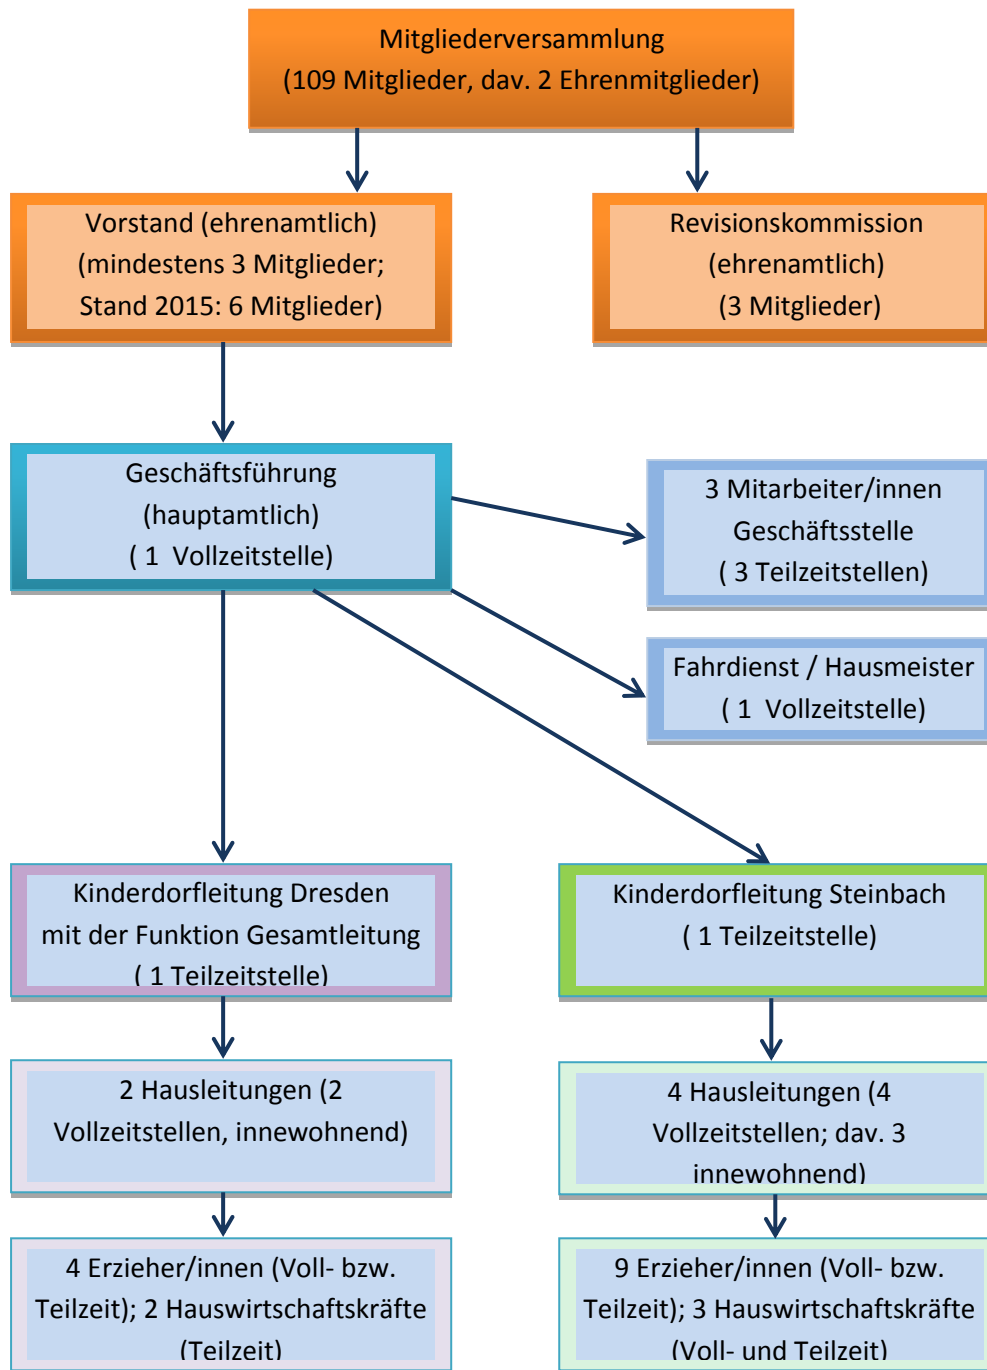 Mitgliederversammlung
(109 Mitglieder, dav. 2 Ehrenmitglieder)
Vorstand (ehrenamtlich)
(mindestens 3 Mitglieder;
Stand 2015: 6 Mitglieder)
Revisionskommission
(ehrenamtlich)
(3 Mitglieder)
Geschäftsführung
(hauptamtlich)
( 1  Vollzeitstelle)
3 Mitarbeiter/innen
Geschäftsstelle
( 3 Teilzeitstellen)
Fahrdienst / Hausmeister
( 1  Vollzeitstelle)
Kinderdorfleitung Dresden
mit der Funktion Gesamtleitung
( 1 Teilzeitstelle)
Kinderdorfleitung Steinbach
( 1 Teilzeitstelle)
2 Hausleitungen (2
Vollzeitstellen, innewohnend)
4 Hausleitungen (4
Vollzeitstellen; dav. 3
innewohnend)
4 Erzieher/innen (Voll- bzw.
Teilzeit); 2 Hauswirtschaftskräfte
(Teilzeit)
9 Erzieher/innen (Voll- bzw.
Teilzeit); 3 Hauswirtschaftskräfte
(Voll- und Teilzeit)